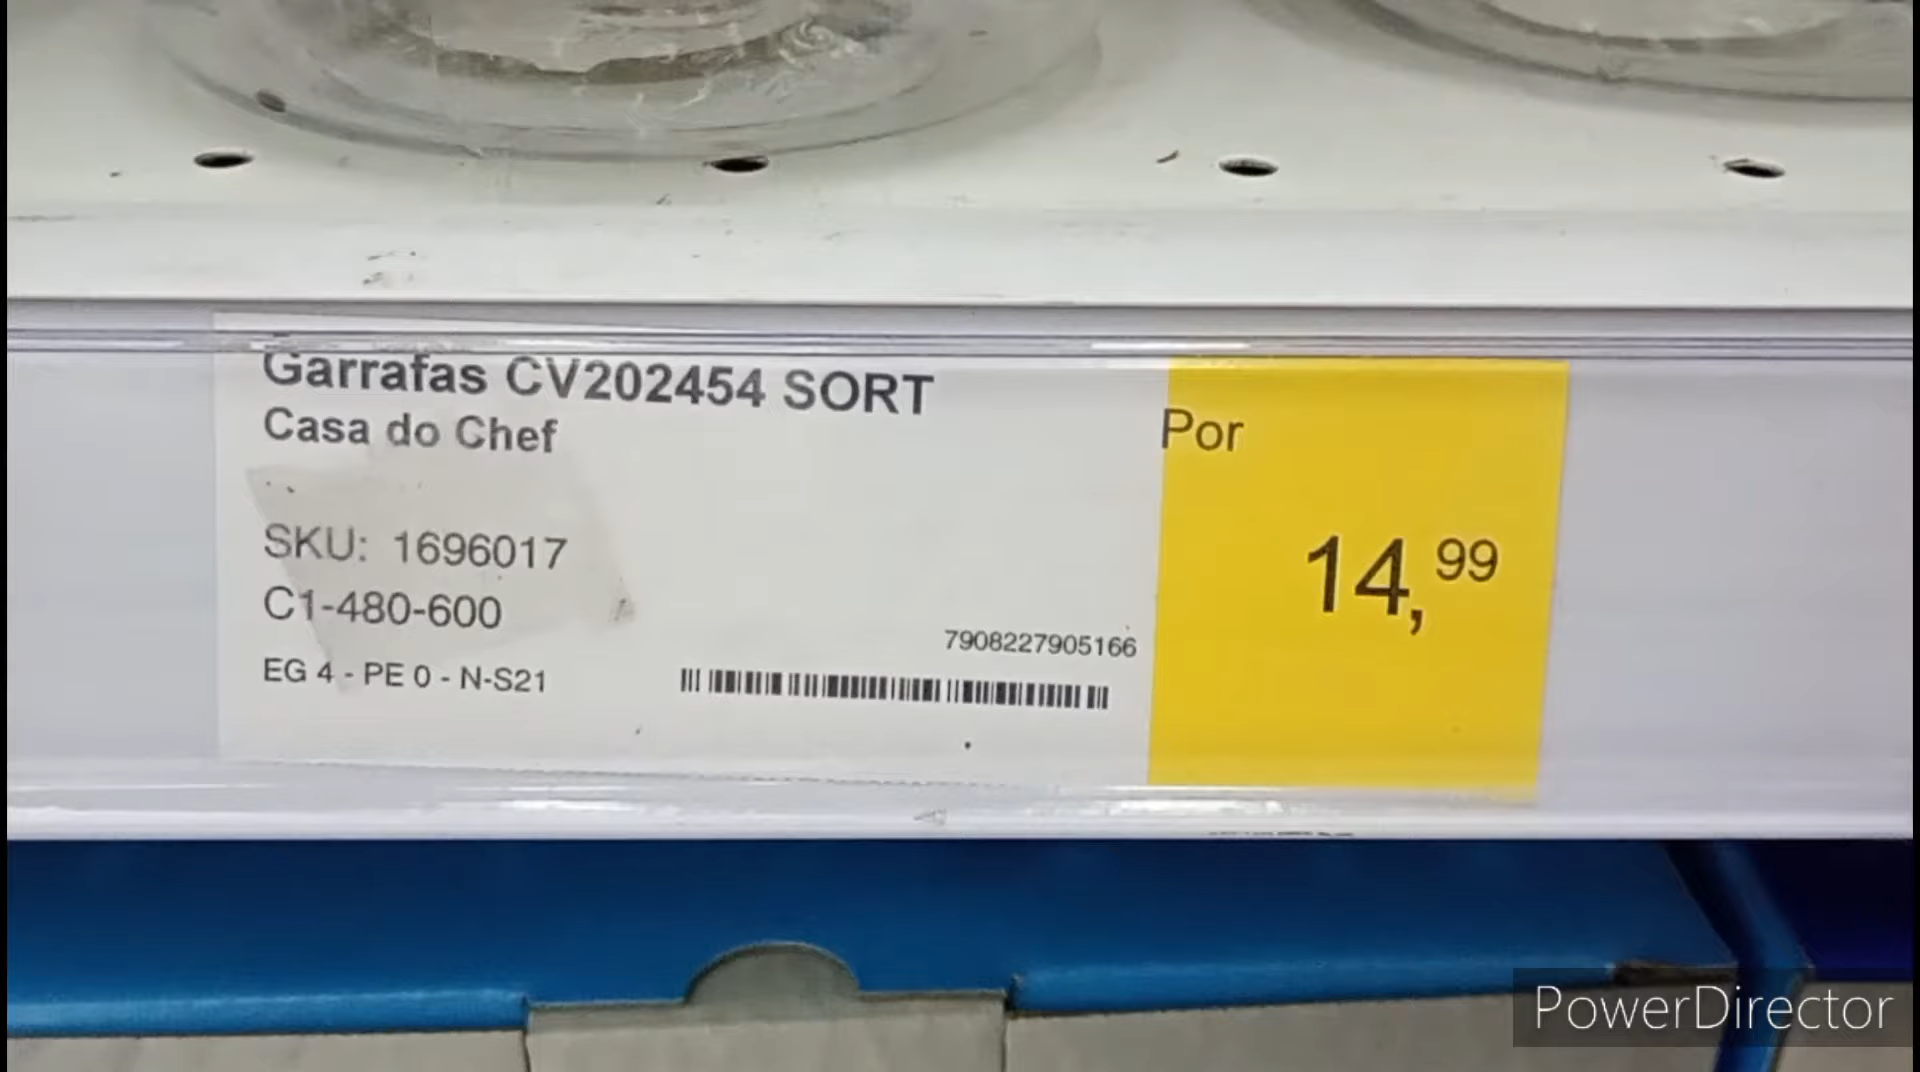 Garrafas CV202454 SORT
Casa do Chef
SKU: 1696017
C1-480-600
EG 4 - PE 0 - N-S21
7908227905166
Por
14,99
PowerDirector